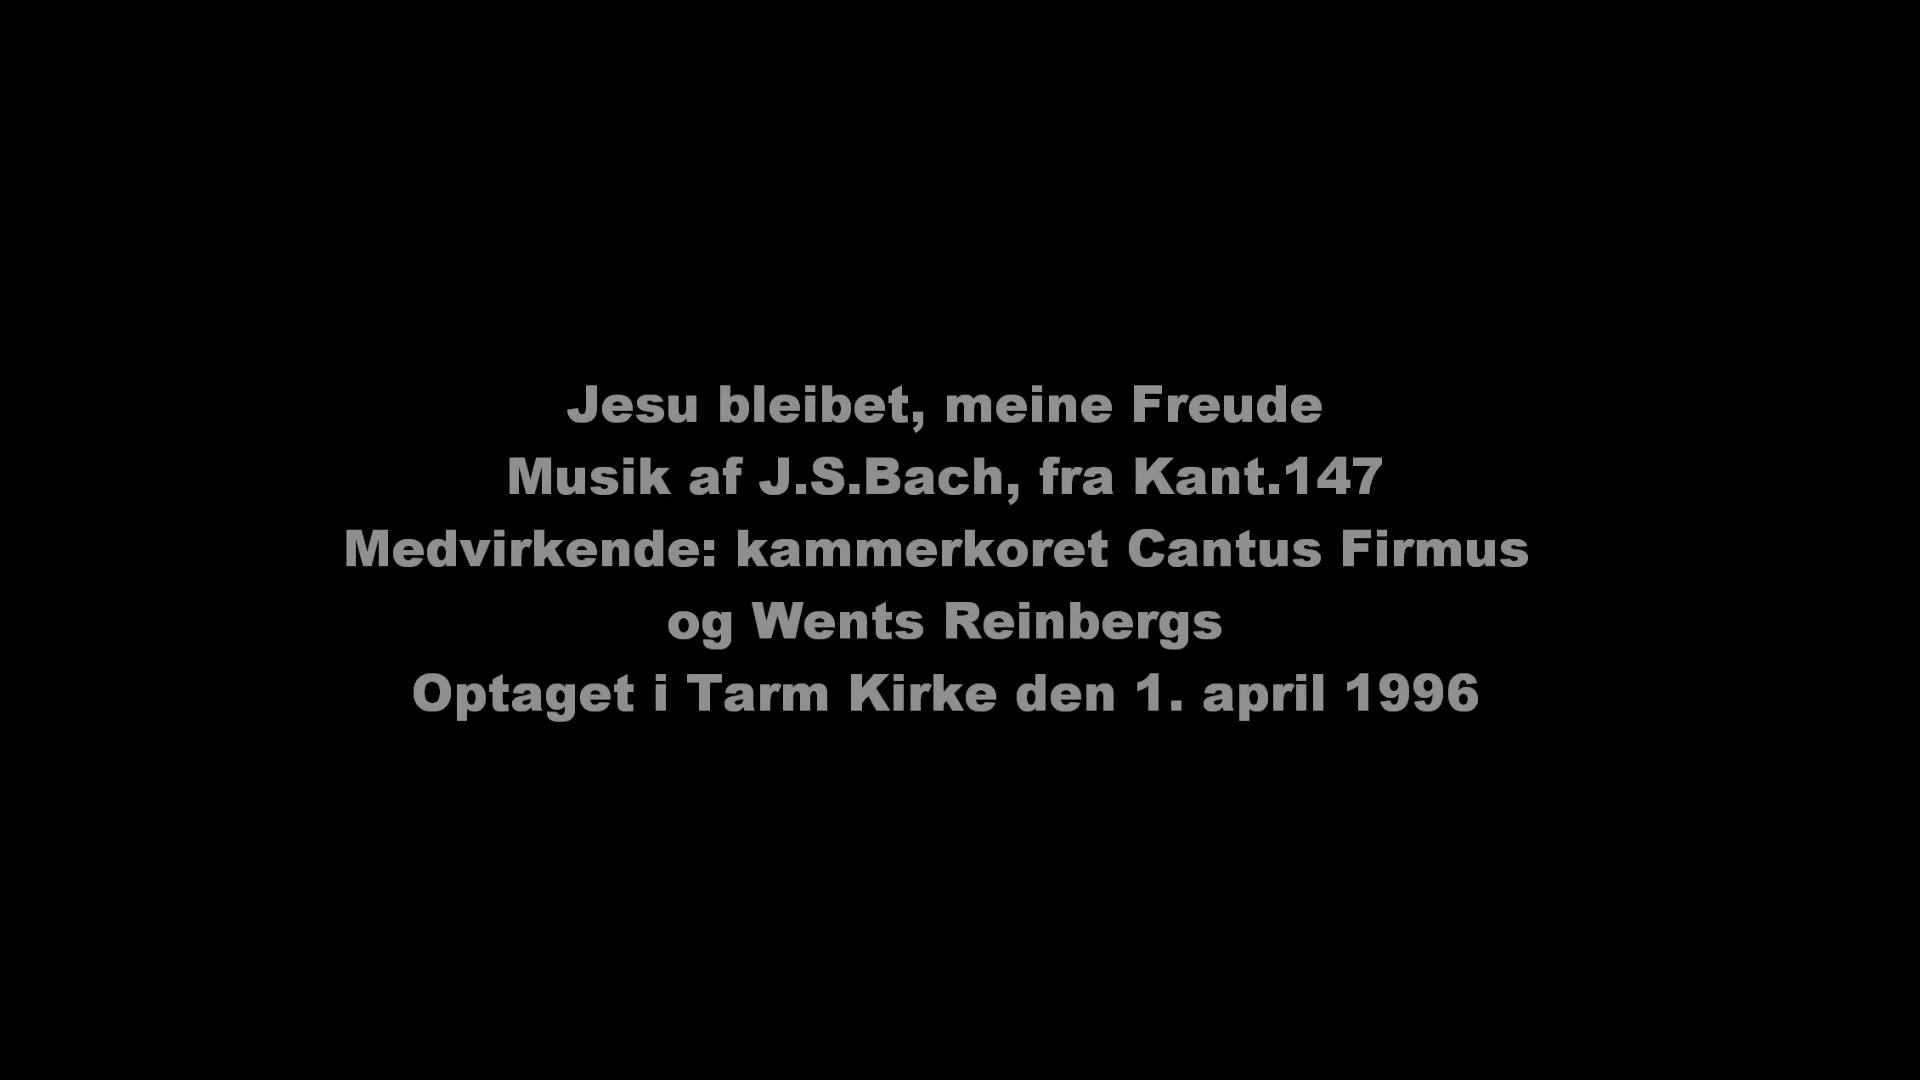 Jesu bleibet, meine Freude
Musik af J.S.Bach, fra Kant.147
Medvirkende: kammerkoret Cantus Firmus
og Wents Reinbergs
Optaget i Tarm Kirke den 1. april 1996